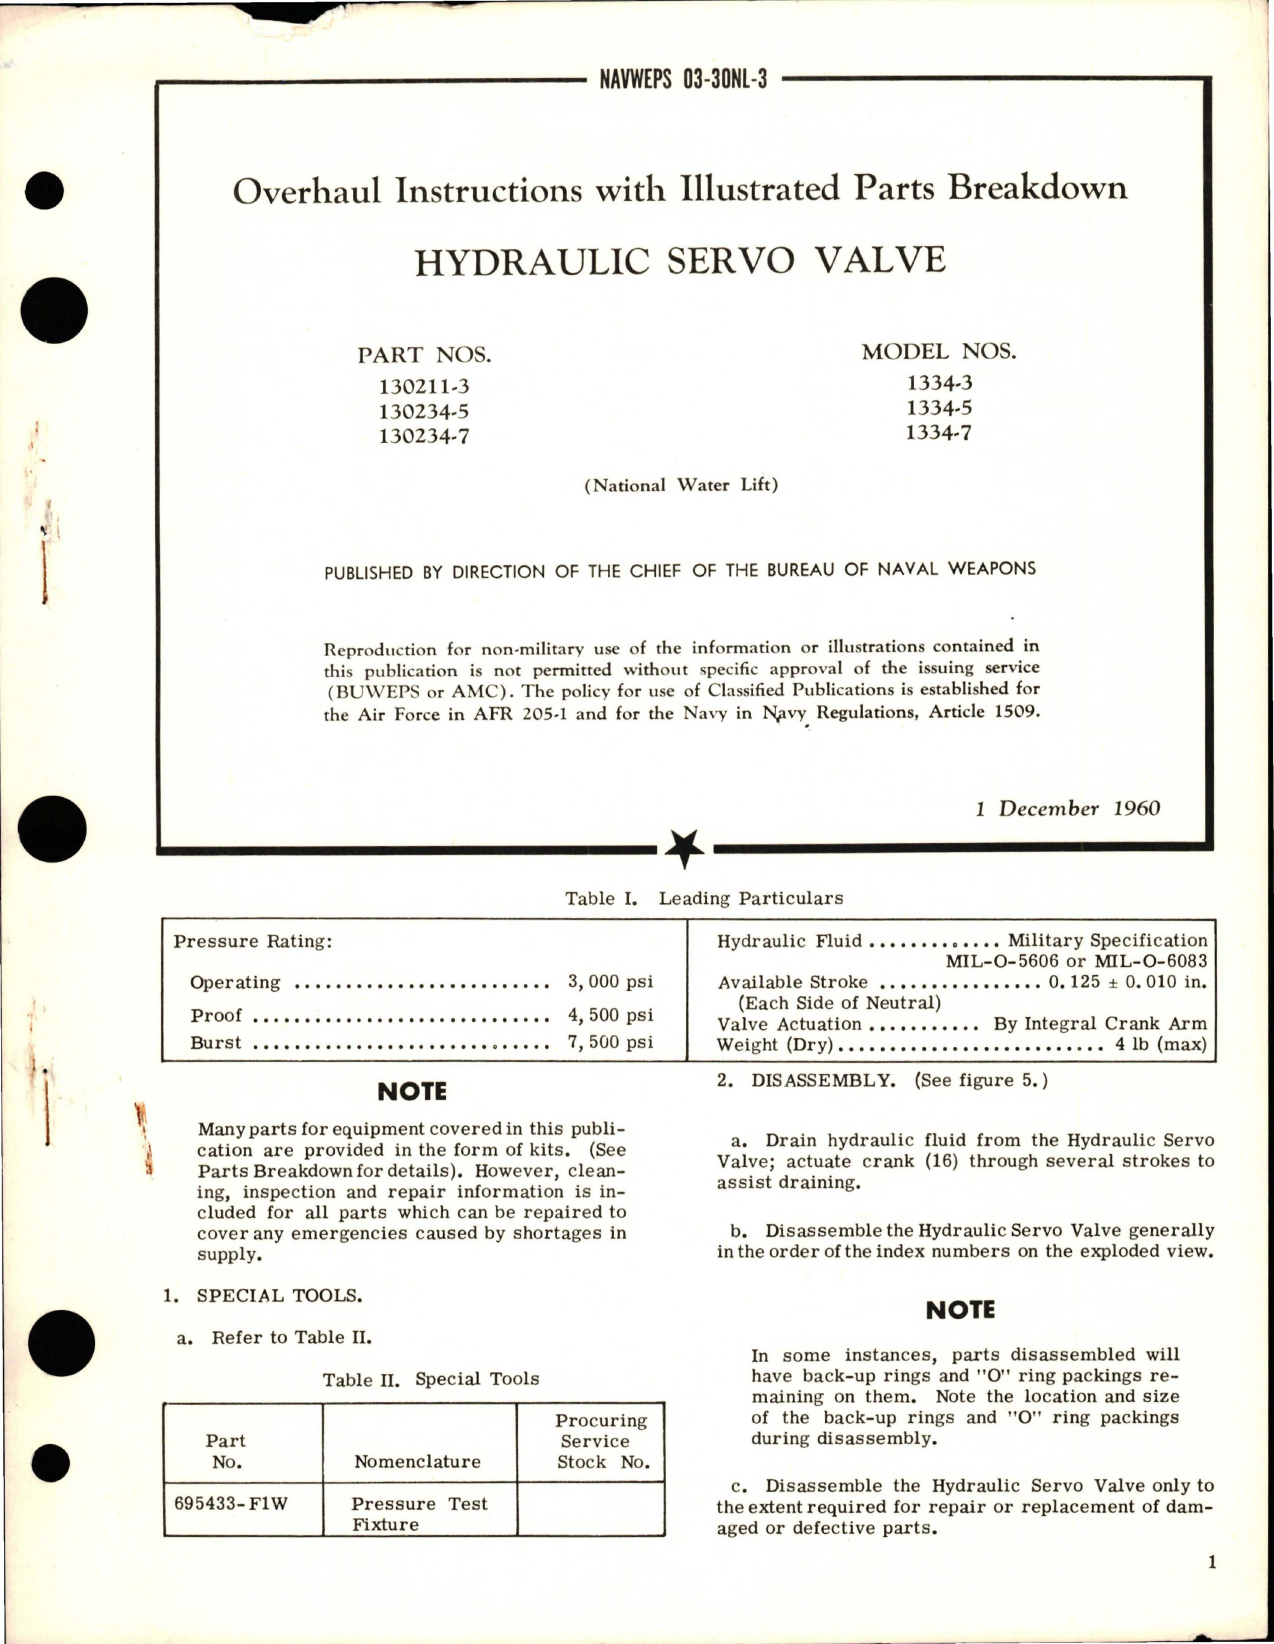 NAVWEPS 03-30NL-3
Overhaul Instructions with Illustrated Parts Breakdown
HYDRAULIC SERVO VALVE
PART NOS.
130211-3
130234-5
130234-7
MODEL NOS.
1334-3
1334-5
1334-7
(National Water Lift)
PUBLISHED BY DIRECTION OF THE CHIEF OF THE BUREAU OF NAVAL WEAPONS
Reproduction for non-military use of the information or illustrations contained in
this publication is not permitted without specific approval of the issuing service
(BUWEPS or AMC). The policy for use of Classified Publications is established for
the Air Force in AFR 205-1 and for the Navy in Navy Regulations, Article 1509.
1 December 1960
Table I. Leading Particulars
Pressure Rating:
Operating ......................... 3,000 psi
Proof ............................. 4,500 psi
Burst ............................. 7,500 psi
Hydraulic Fluid ............. Military Specification
MIL-O-5606 or MIL-O-6083
Available Stroke ................ 0.125 ± 0.010 in.
(Each Side of Neutral)
Valve Actuation ........... By Integral Crank Arm
Weight (Dry).......................... 4 lb (max)
NOTE
Many parts for equipment covered in this publi-
cation are provided in the form of kits. (See
Parts Breakdown for details). However, clean-
ing, inspection and repair information is in-
cluded for all parts which can be repaired to
cover any emergencies caused by shortages in
supply.
1. SPECIAL TOOLS.
a. Refer to Table II.
Table II. Special Tools
Part
No.
Nomenclature
Procuring
Service
Stock No.
695433-F1W
Pressure Test
Fixture
2. DISASSEMBLY. (See figure 5.)
a. Drain hydraulic fluid from the Hydraulic Servo
Valve; actuate crank (16) through several strokes to
assist draining.
b. Disassemble the Hydraulic Servo Valve generally
in the order of the index numbers on the exploded view.
NOTE
In some instances, parts disassembled will
have back-up rings and "O" ring packings re-
maining on them. Note the location and size
of the back-up rings and "O" ring packings
during disassembly.
c. Disassemble the Hydraulic Servo Valve only to
the extent required for repair or replacement of dam-
aged or defective parts.
1